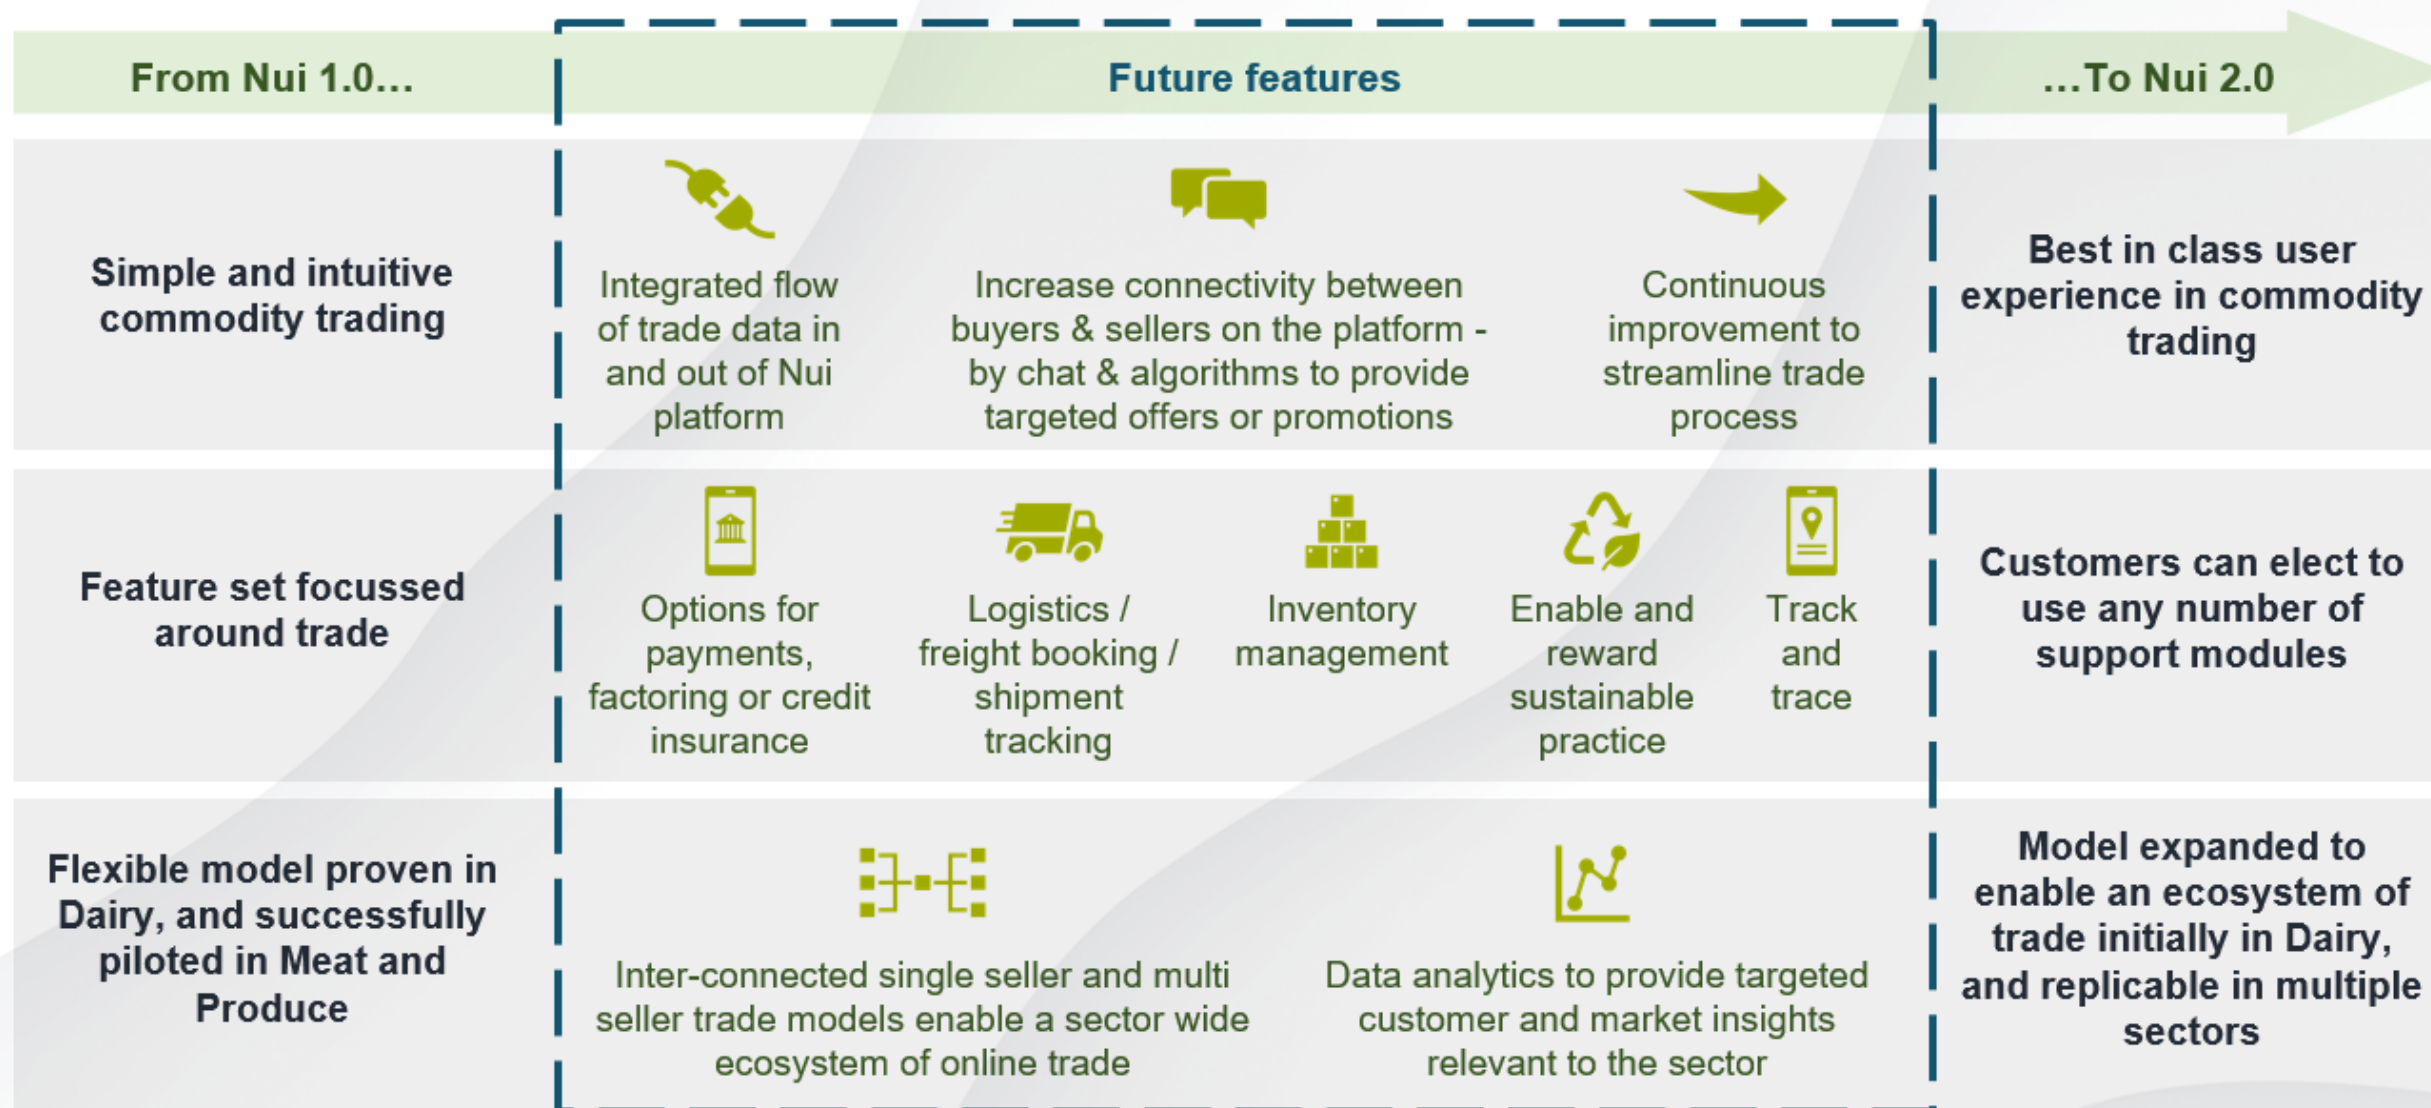 From Nui 1.0...
Future features
...To Nui 2.0
Simple and intuitive
commodity trading
Integrated flow
of trade data in
and out of Nui
platform
Increase connectivity between
buyers & sellers on the platform -
by chat & algorithms to provide
targeted offers or promotions
Continuous
improvement to
streamline trade
process
Best in class user
experience in commodity
trading
Feature set focussed
around trade
Options for
payments,
factoring or credit
insurance
Logistics /
freight booking /
shipment
tracking
Inventory
management
Enable and
reward
sustainable
practice
Track
and
trace
Customers can elect to
use any number of
support modules
Flexible model proven in
Dairy, and successfully
piloted in Meat and
Produce
Inter-connected single seller and multi
seller trade models enable a sector wide
ecosystem of online trade
Data analytics to provide targeted
customer and market insights
relevant to the sector
Model expanded to
enable an ecosystem of
trade initially in Dairy,
and replicable in multiple
sectors